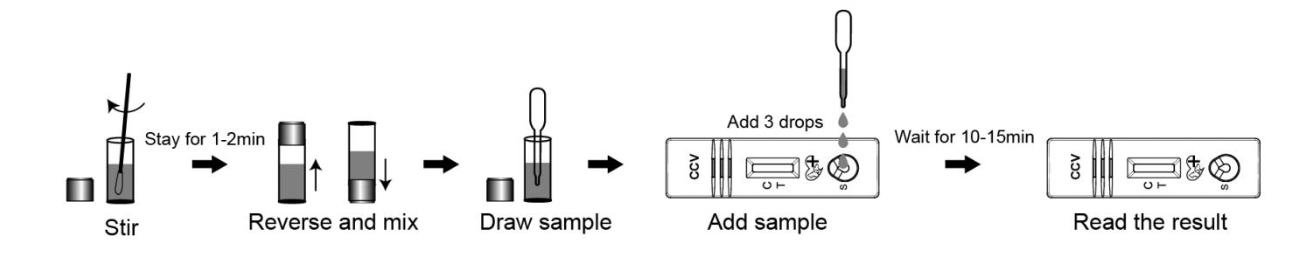 Stir
Stay for 1-2min
Reverse and mix
Draw sample
Add 3 drops
CCV
C
T
S
Add sample
Wait for 10-15min
CCV
C
T
S
Read the result